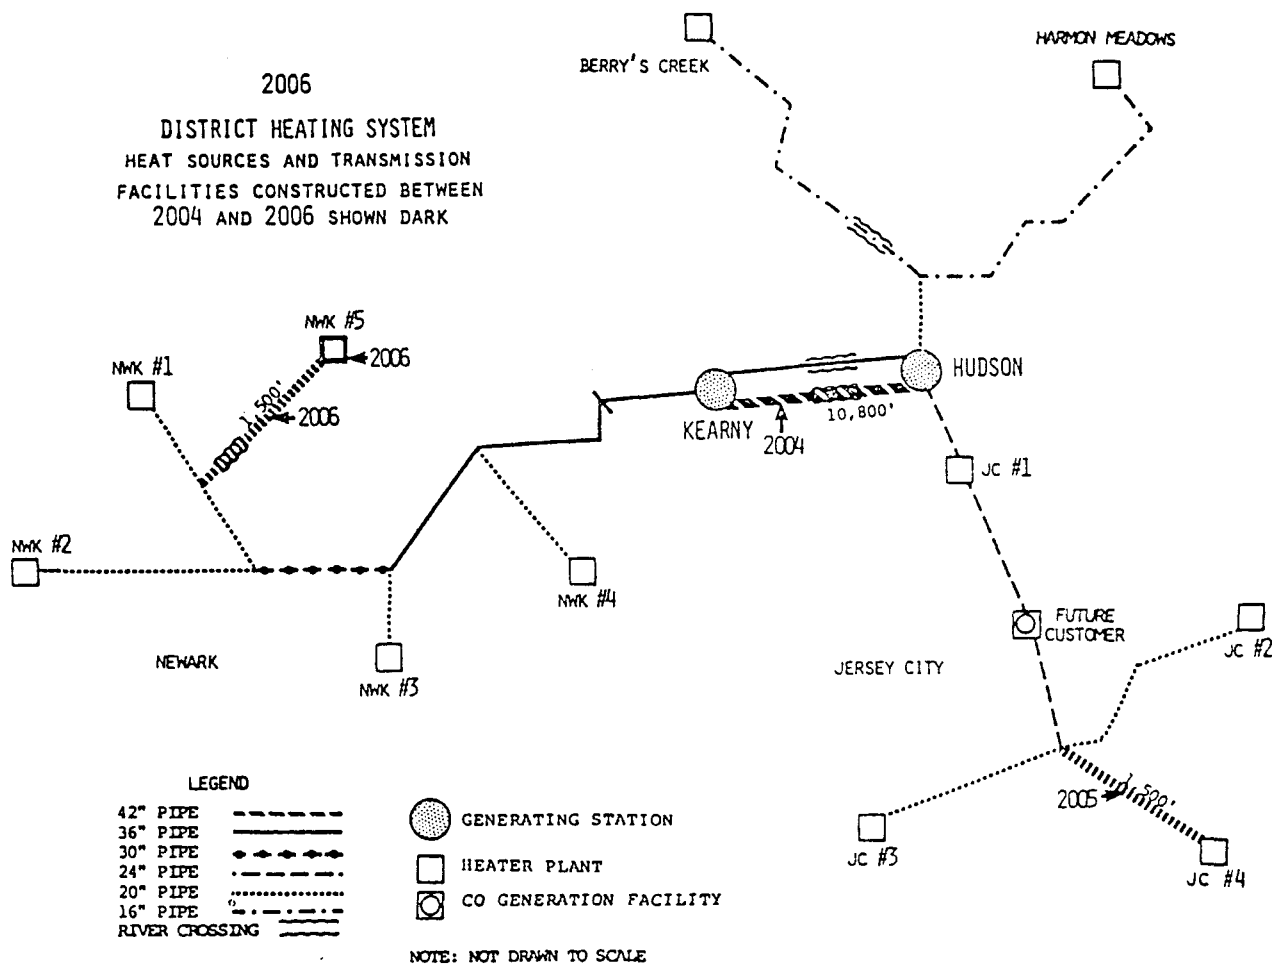 2006
DISTRICT HEATING SYSTEM
HEAT SOURCES AND TRANSMISSION
FACILITIES CONSTRUCTED BETWEEN
2004 AND 2006 SHOWN DARK
BERRY'S CREEK
HARMON MEADOWS
NWK #5
2006
NWK #1
1,500'
2006
HUDSON
KEARNY
10,800'
2004
JC #1
NWK #2
NWK #4
NWK #3
NEWARK
FUTURE
CUSTOMER
JC #2
JERSEY CITY
1,500'
2005
JC #3
JC #4
LEGEND
42" PIPE
36" PIPE
30" PIPE
24" PIPE
20" PIPE
16" PIPE
RIVER CROSSING
GENERATING STATION
HEATER PLANT
CO GENERATION FACILITY
NOTE: NOT DRAWN TO SCALE